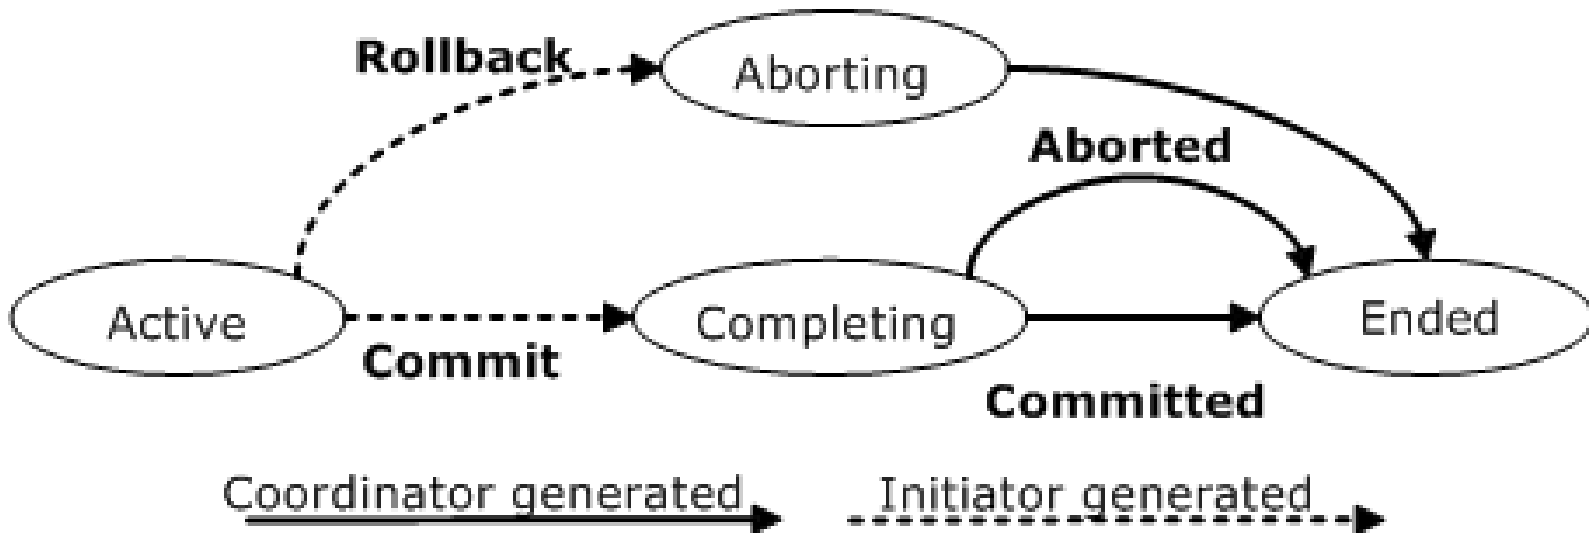 Rollback
Aborting
Aborted
Active
Completing
Ended
Commit
Committed
Coordinator generated
Initiator generated